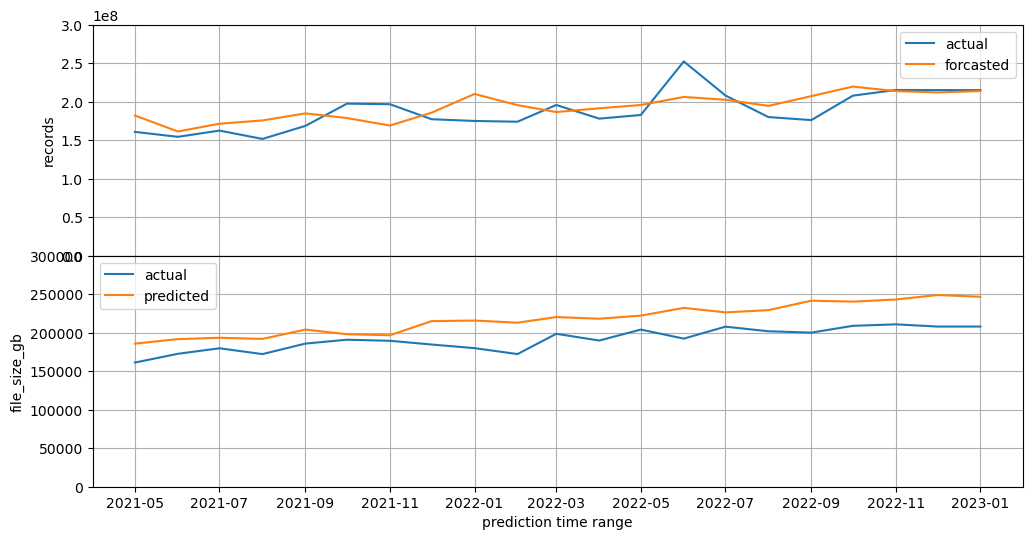 1e8
3.0
2.5
2.0
1.5
1.0
0.5
0.0
records
actual
forcasted
300000
250000
200000
150000
100000
50000
0
file_size_gb
actual
predicted
2021-05 2021-07 2021-09 2021-11 2022-01 2022-03 2022-05 2022-07 2022-09 2022-11 2023-01
prediction time range